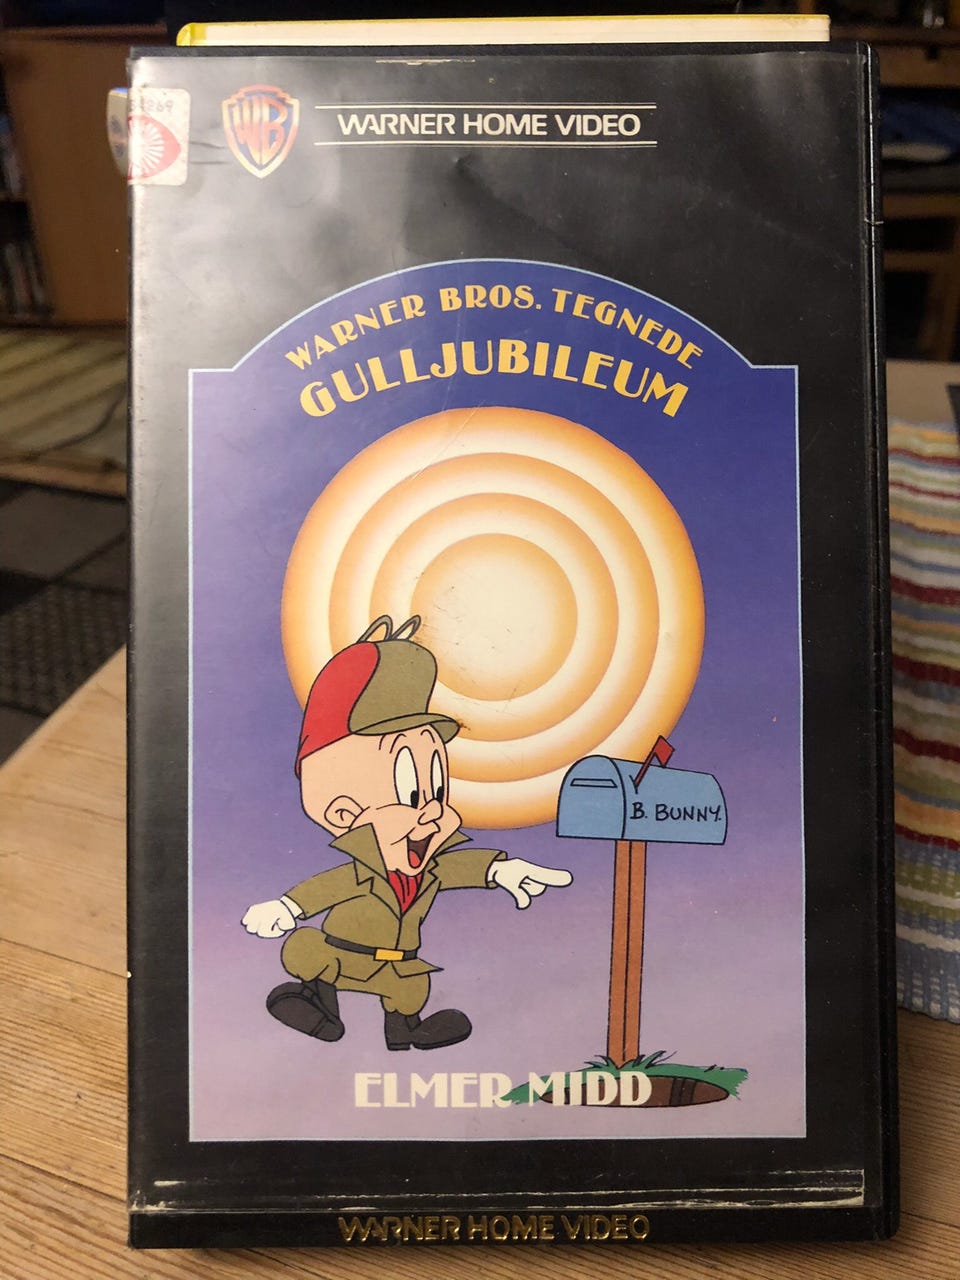 WB
WARNER HOME VIDEO
WARNER BROS. TEGNEDE
GULLJUBILEUM
B. BUNNY.
ELMER MIDD
WARNER HOME VIDEO